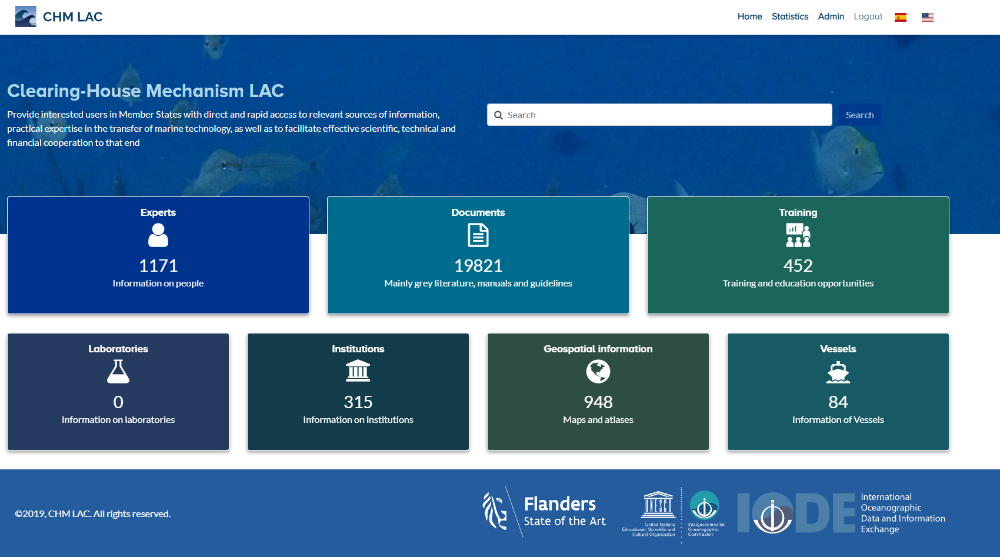 CHM LAC
Home Statistics Admin Logout
Clearing-House Mechanism LAC
Provide interested users in Member States with direct and rapid access to relevant sources of information,
practical expertise in the transfer of marine technology, as well as to facilitate effective scientific, technical and
financial cooperation to that end
Search Search
Experts
1171
Information on people
Documents
19821
Mainly grey literature, manuals and guidelines
Training
452
Training and education opportunities
Laboratories
0
Information on laboratories
Institutions
315
Information on institutions
Geospatial information
948
Maps and atlases
Vessels
84
Information of Vessels
©2019, CHM LAC. All rights reserved.
Flanders
State of the Art
UNESCO
United Nations
Educational, Scientific and
Cultural Organization
Intergovernmental
Oceanographic
Commission
IODE
International
Oceanographic
Data and Information
Exchange